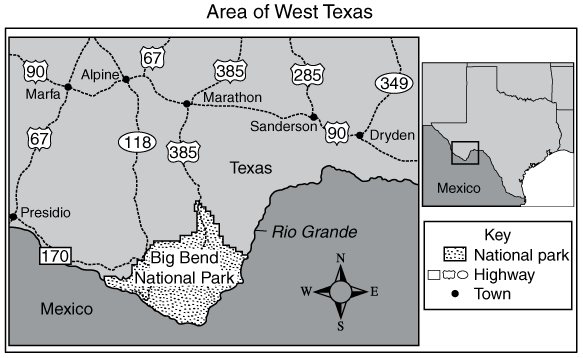 Area of West Texas
67
90
385
285
349
Alpine
Marfa
Marathon
Sanderson
90
Dryden
67
118
385
Texas
Presidio
Rio Grande
170
Big Bend
National Park
Mexico
N
W
E
S
Mexico
Key
National park
Highway
Town